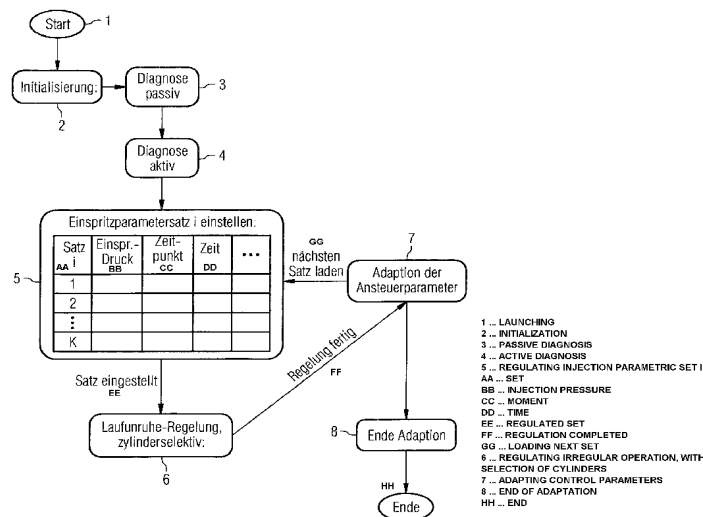 Start
1
Initialisierung:
2
Diagnose
passiv
3
Diagnose
aktiv
4
Einspritzparametersatz i einstellen:
Satz
i
AA
Einspr.-
Druck
BB
Zeit-
punkt
CC
Zeit
DD
...
1
2
⋮
K
5
GG
nächsten
Satz laden
7
Adaption der
Ansteuerparameter
Satz eingestellt
EE
Regelung fertig
FF
Laufunruhe-Regelung,
zylinderselektiv:
6
8
Ende Adaption
HH
Ende
1 ... LAUNCHING
2 ... INITIALIZATION
3 ... PASSIVE DIAGNOSIS
4 ... ACTIVE DIAGNOSIS
5 ... REGULATING INJECTION PARAMETRIC SET I
AA ... SET
BB ... INJECTION PRESSURE
CC ... MOMENT
DD ... TIME
EE ... REGULATED SET
FF ... REGULATION COMPLETED
GG ... LOADING NEXT SET
6 ... REGULATING IRREGULAR OPERATION, WITH
SELECTION OF CYLINDERS
7 ... ADAPTING CONTROL PARAMETERS
8 ... END OF ADAPTATION
HH ... END